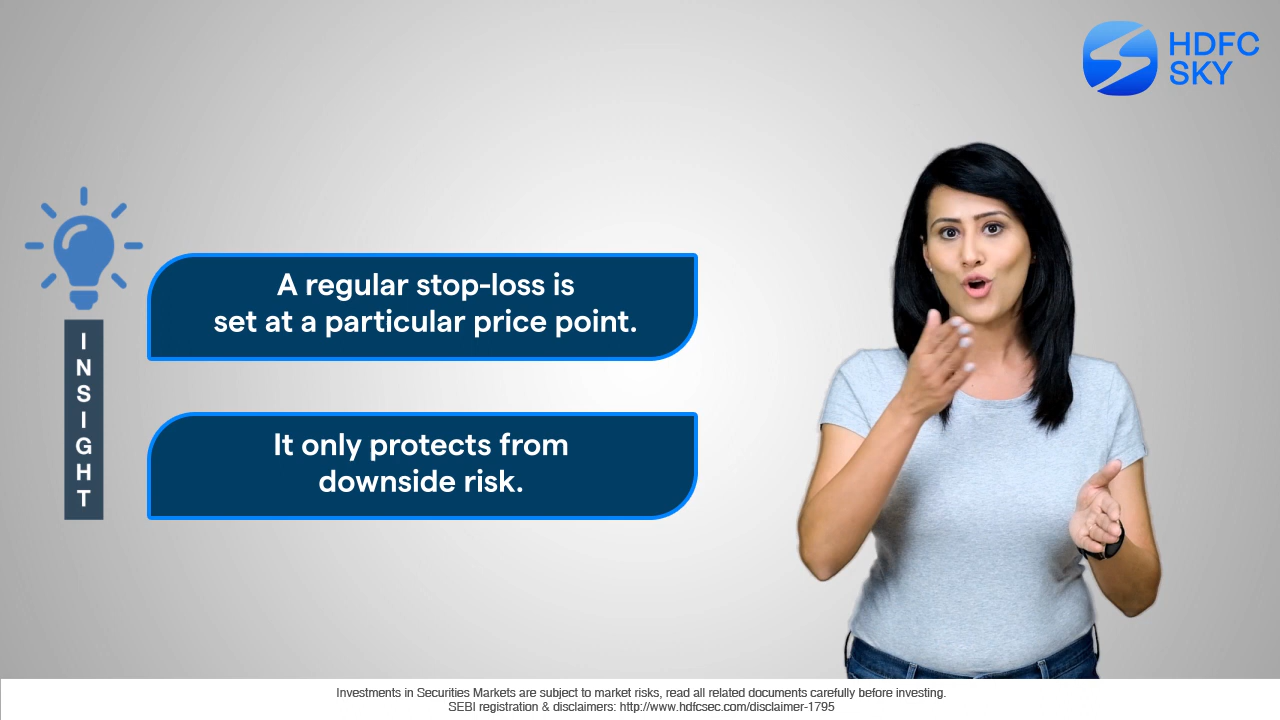 HDFC
SKY
INSIGHT
A regular stop-loss is
set at a particular price point.
It only protects from
downside risk.
Investments in Securities Markets are subject to market risks, read all related documents carefully before investing.
SEBI registration & disclaimers: http://www.hdfcsec.com/disclaimer-1795